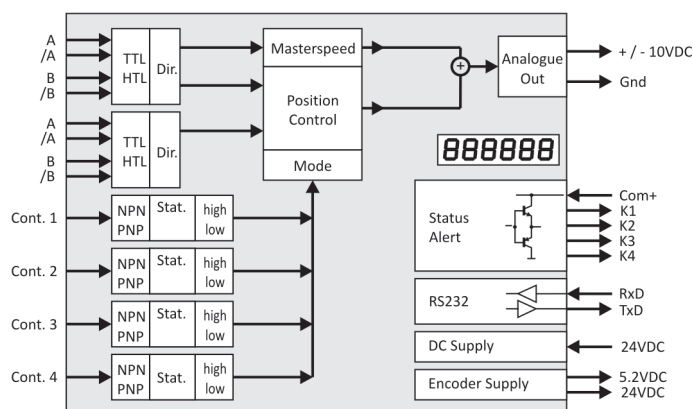 A
/A
B
/B
TTL
HTL
Dir.
A
/A
B
/B
TTL
HTL
Dir.
Masterspeed
Position
Control
Mode
+
Analogue
Out
+ / - 10VDC
Gnd
888888
Cont. 1
NPN
PNP
Stat.
high
low
Cont. 2
NPN
PNP
Stat.
high
low
Cont. 3
NPN
PNP
Stat.
high
low
Cont. 4
NPN
PNP
Stat.
high
low
Status
Alert
Com+
K1
K2
K3
K4
RS232
RxD
TxD
DC Supply
24VDC
Encoder Supply
5.2VDC
24VDC